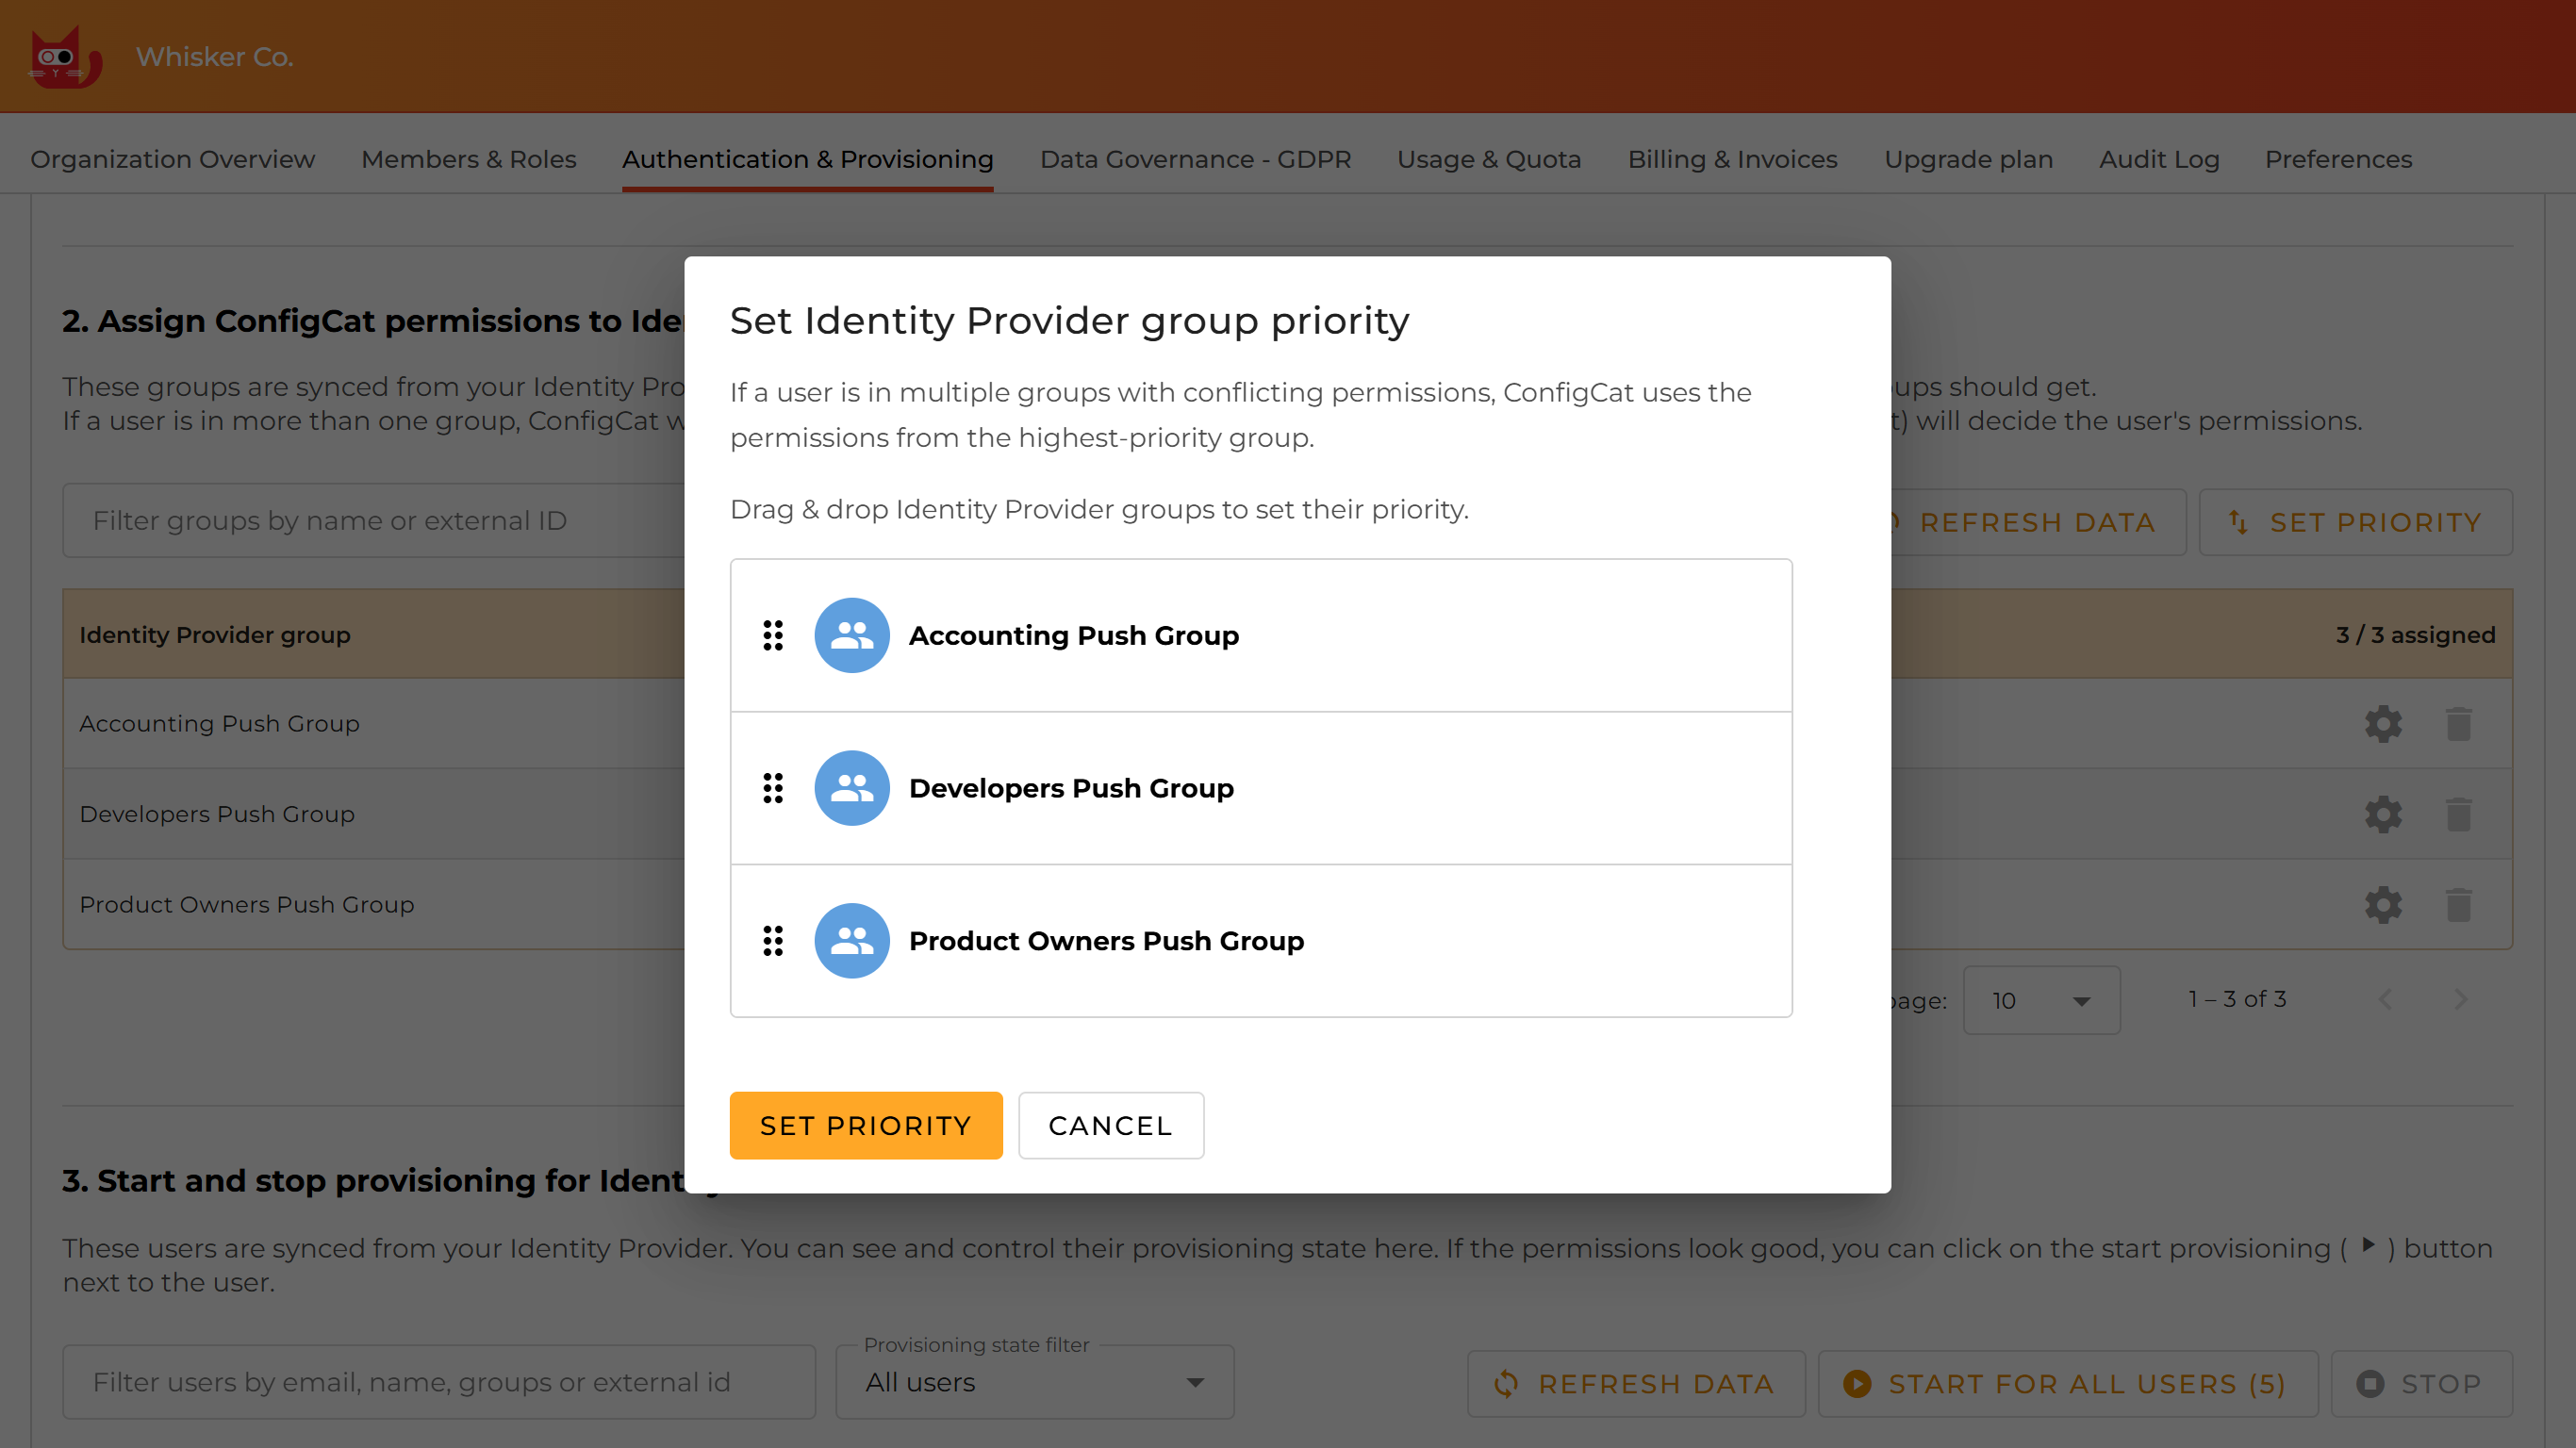 Whisker Co.
Organization Overview Members & Roles Authentication & Provisioning Data Governance - GDPR Usage & Quota Billing & Invoices Upgrade plan Audit Log Preferences
2. Assign ConfigCat permissions to
These groups are synced from your Identity should get.
If a user is in more than one group, ConfigCat will decide the user's permissions.
Filter groups by name or external ID
REFRESH DATA
SET PRIORITY
Identity Provider group
3 / 3 assigned
Accounting Push Group
Developers Push Group
Product Owners Push Group
page:
10
1 – 3 of 3
Set Identity Provider group priority
If a user is in multiple groups with conflicting permissions, ConfigCat uses the
permissions from the highest-priority group.
Drag & drop Identity Provider groups to set their priority.
Accounting Push Group
Developers Push Group
Product Owners Push Group
SET PRIORITY
CANCEL
3. Start and stop provisioning for
These users are synced from your Identity Provider. You can see and control their provisioning state here. If the permissions look good, you can click on the start provisioning ( ) button
next to the user.
Filter users by email, name, groups or external id
Provisioning state filter
All users
REFRESH DATA
START FOR ALL USERS (5)
STOP